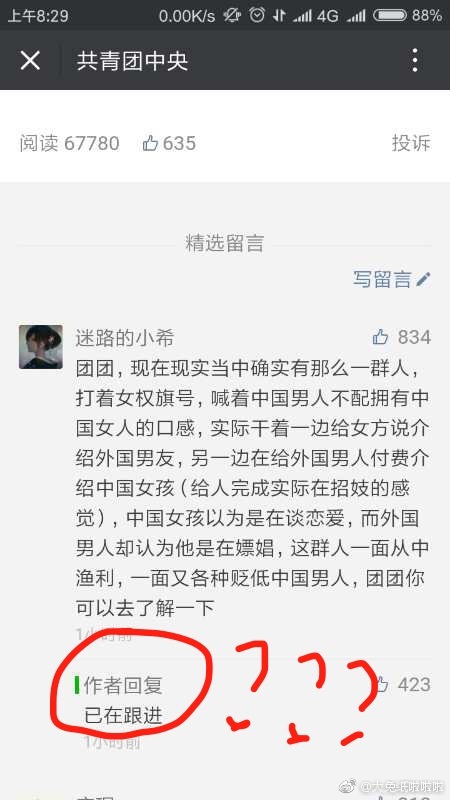 上午8:29 0.00K/s 4G 88%
共青团中央
阅读 67780 635 投诉
精选留言
写留言
迷路的小希 834
团团，现在现实当中确实有那么一群人，
打着女权旗号，喊着中国男人不配拥有中
国女人的口感，实际干着一边给女方说介
绍外国男友，另一边在给外国男人付费介
绍中国女孩（给人完成实际在招妓的感
觉），中国女孩以为是在谈恋爱，而外国
男人却认为他是在嫖娼，这群人一面从中
渔利，一面又各种贬低中国男人，团团你
可以去了解一下
1小时前
作者回复 423
已在跟进
1小时前
???